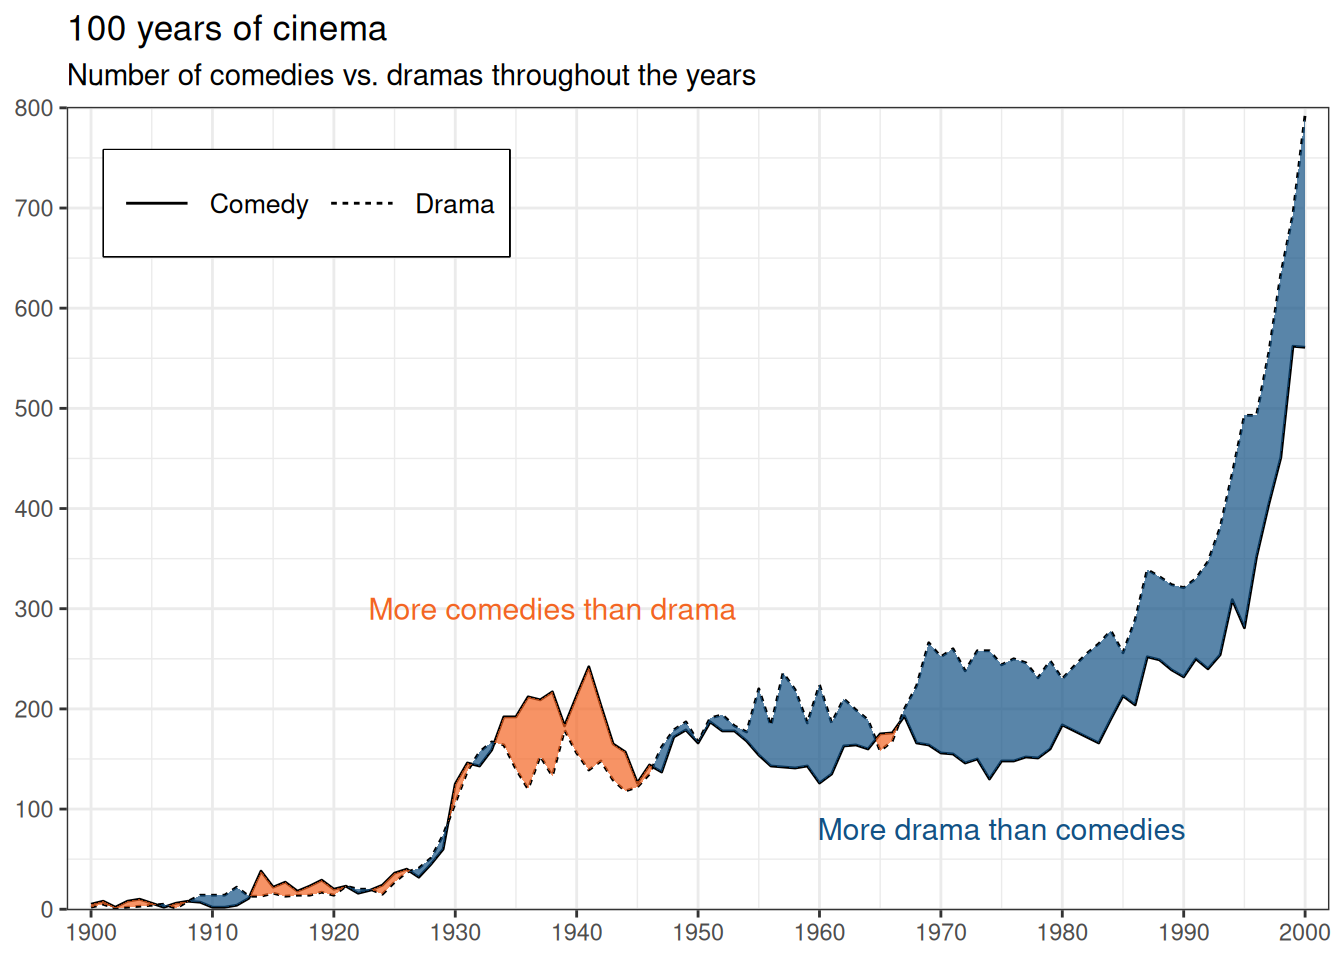 100 years of cinema
Number of comedies vs. dramas throughout the years
800
700
600
500
400
300
200
100
0
Comedy Drama
More comedies than drama
More drama than comedies
1900 1910 1920 1930 1940 1950 1960 1970 1980 1990 2000